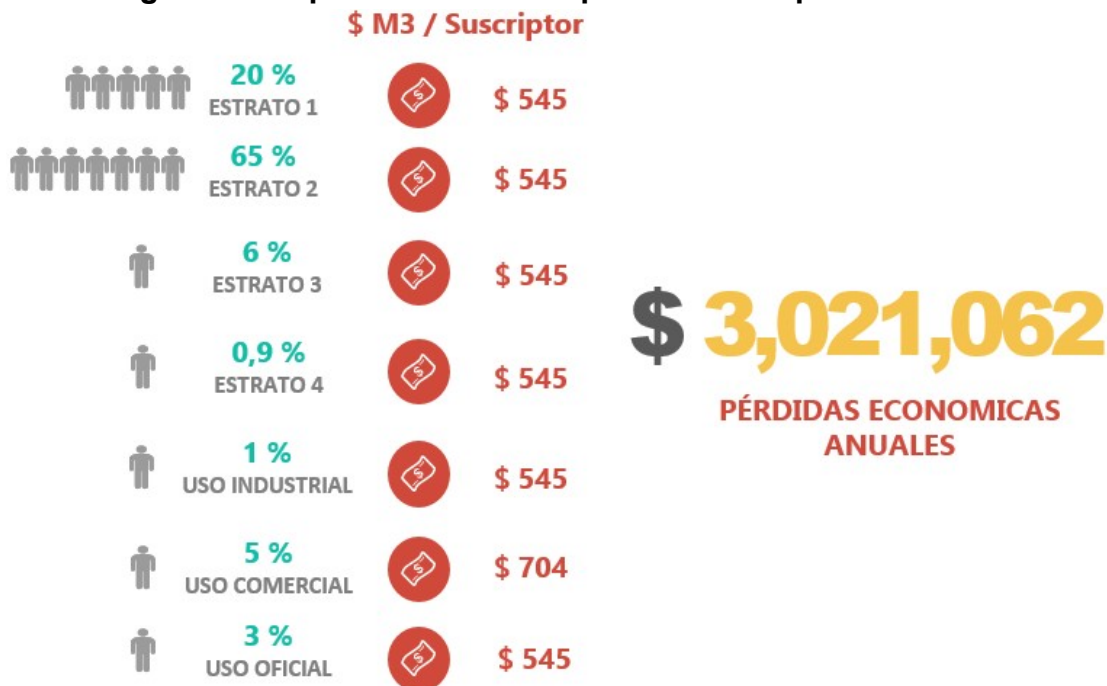 $ M3 / Suscriptor
20 %
ESTRATO 1
$ 545
65 %
ESTRATO 2
$ 545
6 %
ESTRATO 3
$ 545
0,9 %
ESTRATO 4
$ 545
1 %
USO INDUSTRIAL
$ 545
5 %
USO COMERCIAL
$ 704
3 %
USO OFICIAL
$ 545
$ 3,021,062
PÉRDIDAS ECONOMICAS
ANUALES